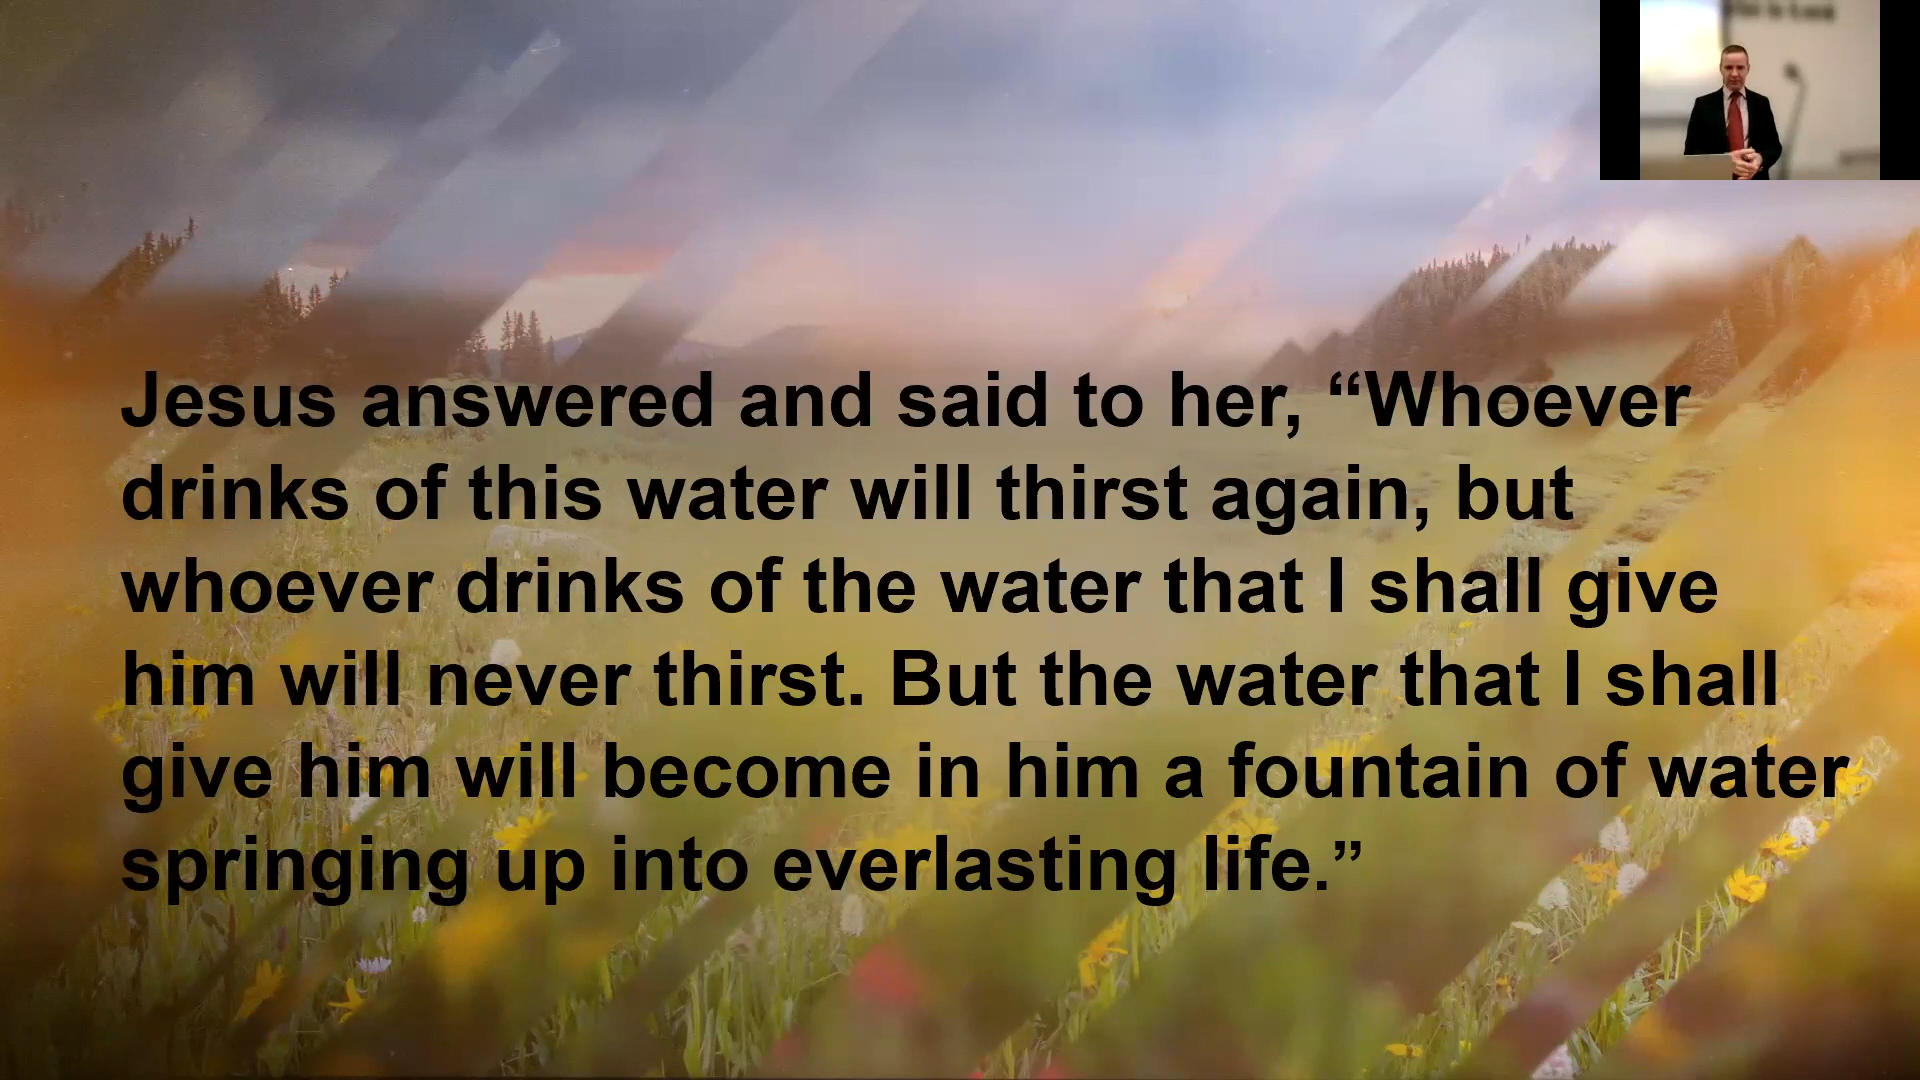 Jesus answered and said to her, “Whoever
drinks of this water will thirst again, but
whoever drinks of the water that I shall give
him will never thirst. But the water that I shall
give him will become in him a fountain of water
springing up into everlasting life.”